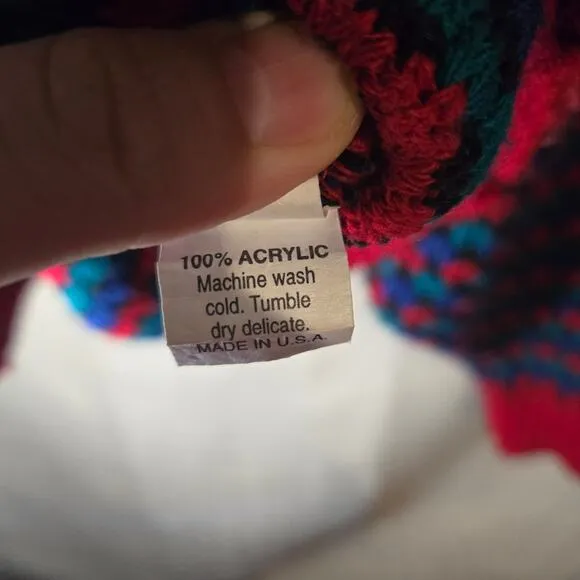 100% ACRYLIC
Machine wash
cold. Tumble
dry delicate.
MADE IN U.S.A.